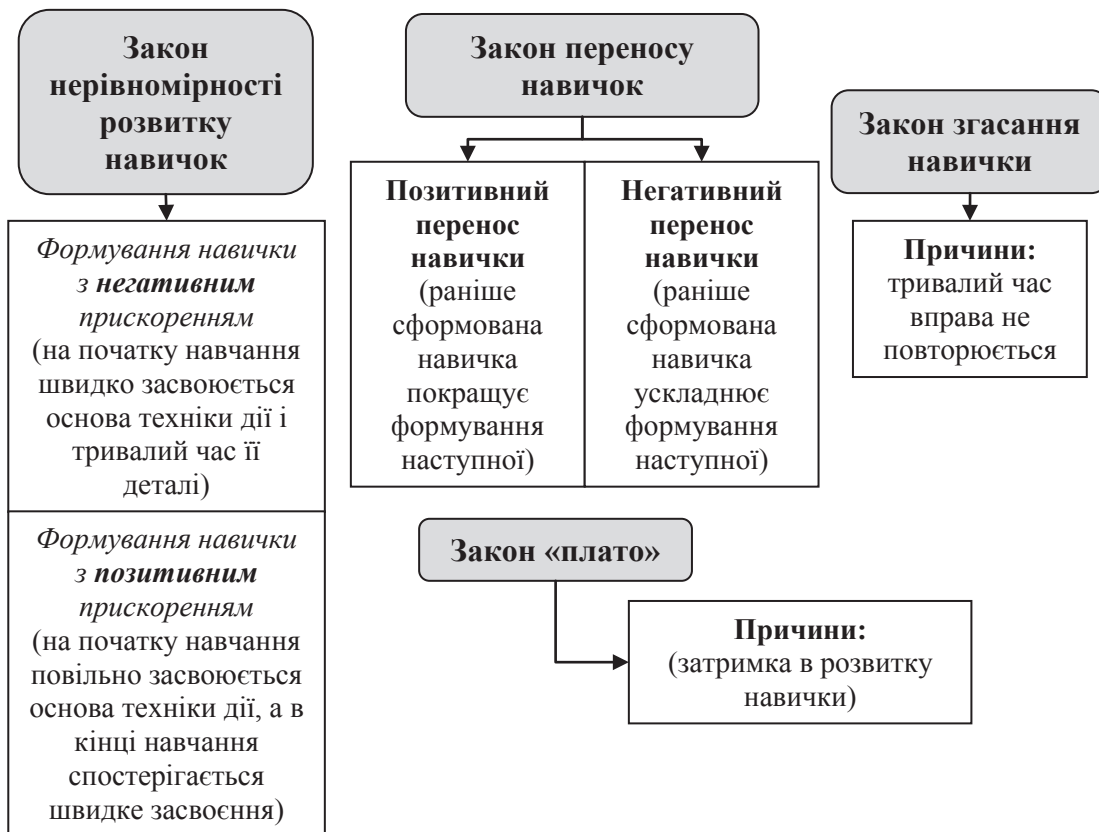 Закон
нерівномірності
розвитку
навичок
Формування навички
з негативним
прискоренням
(на початку навчання
швидко засвоюється
основа техніки дії і
тривалий час її
деталі)
Формування навички
з позитивним
прискоренням
(на початку навчання
повільно засвоюється
основа техніки дії, а в
кінці навчання
спостерігається
швидке засвоєння)
Закон переносу
навичок
Позитивний
перенос
навички
(раніше
сформована
навичка
покращує
формування
наступної)
Негативний
перенос
навички
(раніше
сформована
навичка
ускладнює
формування
наступної)
Закон згасання
навички
Причини:
тривалий час
вправа не
повторюється
Закон «плато»
Причини:
(затримка в розвитку
навички)